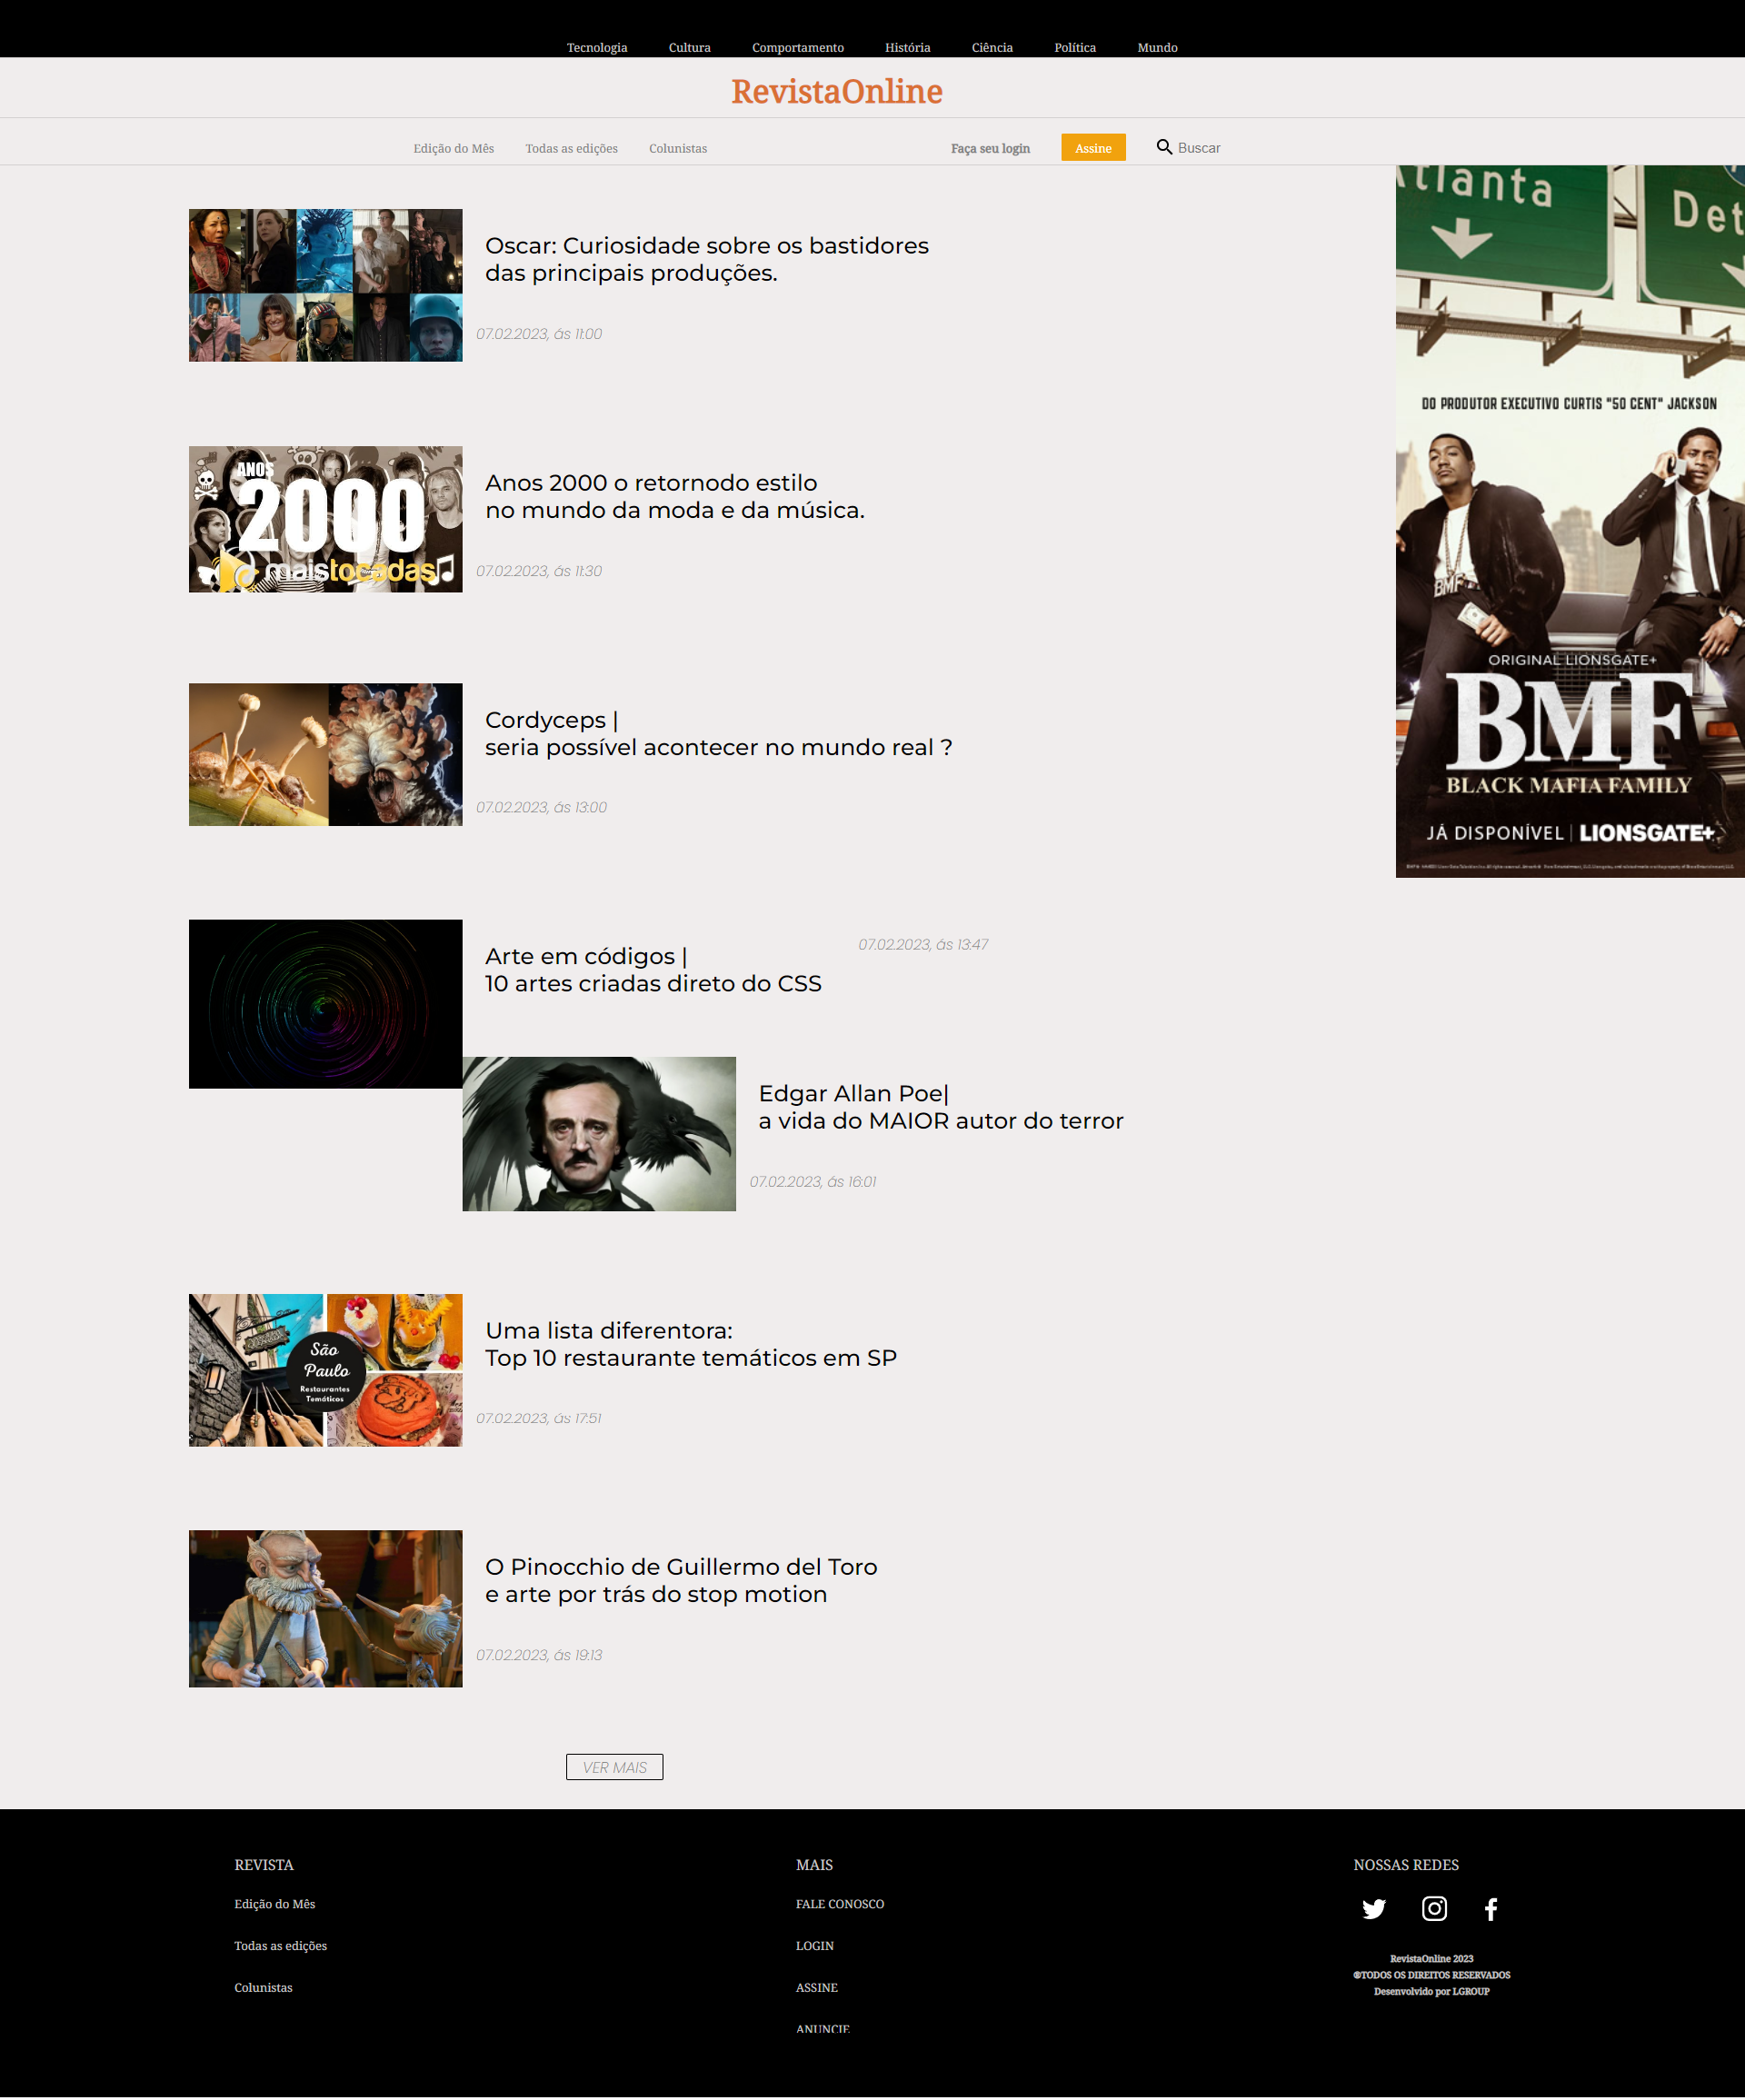 Tecnologia Cultura Comportamento História Ciência Política Mundo
RevistaOnline
Edição do Mês Todas as edições Colunistas Faça seu login Assine Buscar
Atlanta
Det
Oscar: Curiosidade sobre os bastidores
das principais produções.
07.02.2023, ás 11:00
DO PRODUTOR EXECUTIVO CURTIS "50 CENT" JACKSON
BMF
ORIGINAL LIONSGATE+
BMF
BLACK MAFIA FAMILY
JÁ DISPONÍVEL | LIONSGATE+
ANOS
2000
maistocadas
Anos 2000 o retornodo estilo
no mundo da moda e da música.
07.02.2023, ás 11:30
Cordyceps |
seria possível acontecer no mundo real ?
07.02.2023, ás 13:00
Arte em códigos |
10 artes criadas direto do CSS
07.02.2023, ás 13:47
Edgar Allan Poe|
a vida do MAIOR autor do terror
07.02.2023, ás 16:01
São
Paulo
Restaurantes
Temáticos
Uma lista diferentora:
Top 10 restaurante temáticos em SP
07.02.2023, ás 17:51
O Pinocchio de Guillermo del Toro
e arte por trás do stop motion
07.02.2023, ás 19:13
VER MAIS
REVISTA
Edição do Mês
Todas as edições
Colunistas
MAIS
FALE CONOSCO
LOGIN
ASSINE
ANUNCIE
NOSSAS REDES
RevistaOnline 2023
®TODOS OS DIREITOS RESERVADOS
Desenvolvido por LGROUP